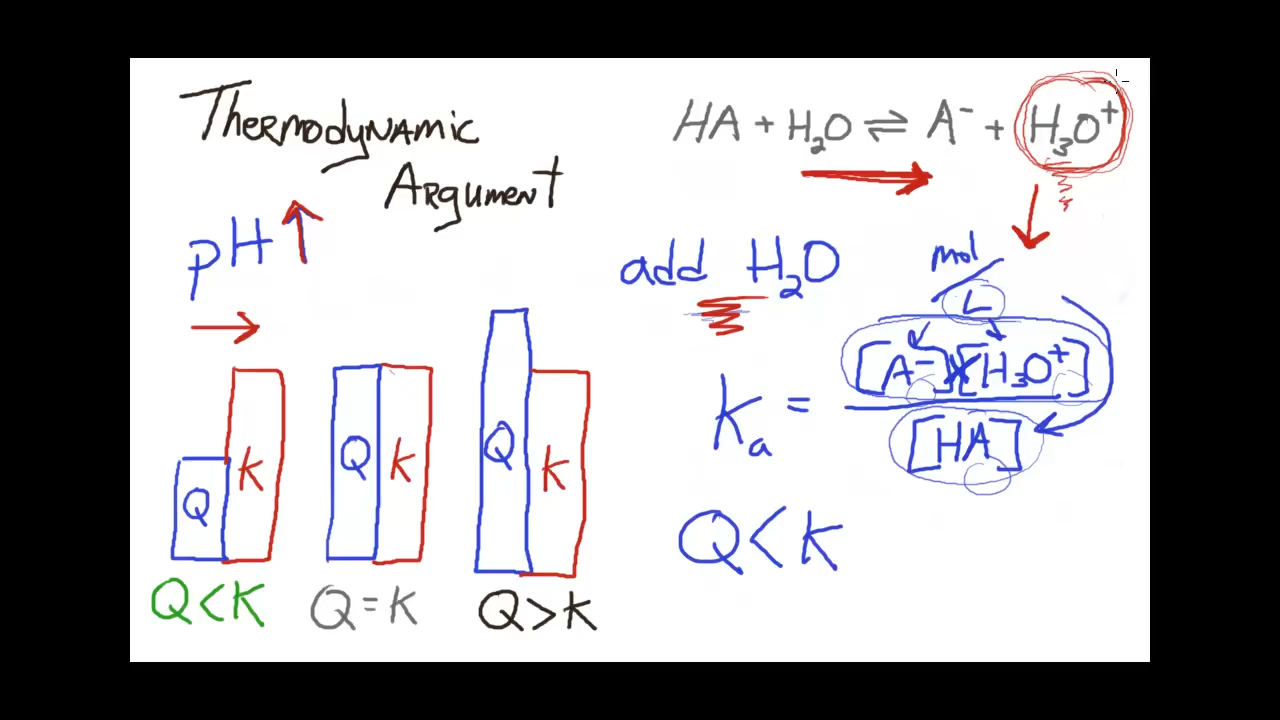 Thermodynamic
Argument
HA + H₂O ⇌ A⁻ + H₃O⁺
pH ↑
→
add H₂O
mol
/
L
Kₐ = [A⁻][H₃O⁺]
[HA]
Q K
Q K
Q K
Q < K
Q < K
Q = K
Q > K